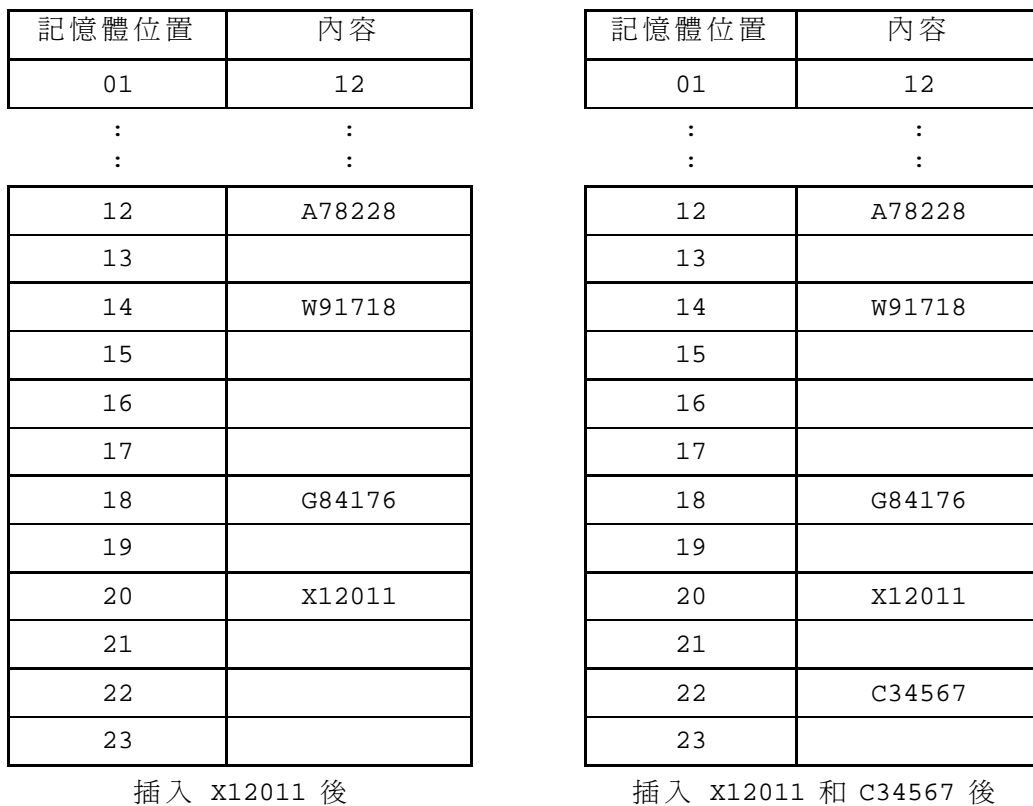 記憶體位置 內容 記憶體位置 內容
01 12 01 12
: : : :
: : : :
12 A78228 12 A78228
13 13
14 W91718 14 W91718
15 15
16 16
17 17
18 G84176 18 G84176
19 19
20 X12011 20 X12011
21 21
22 22 C34567
23 23
插入 X12011 後 插入 X12011 和 C34567 後